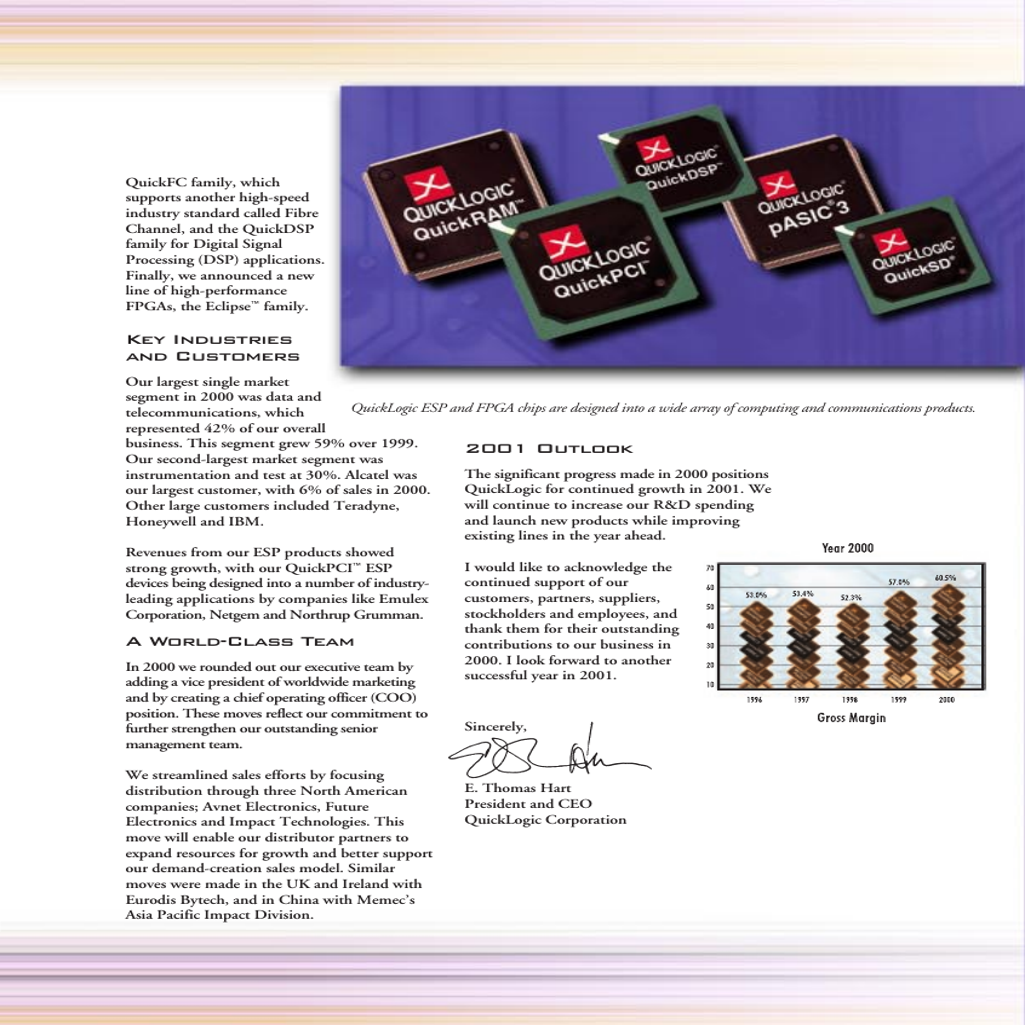 QUICKLOGIC®
QuickRAM™
QUICKLOGIC®
QuickDSP™
QUICKLOGIC®
pASIC®3
QUICKLOGIC®
QuickPCI™
QUICKLOGIC®
QuickSD®
QuickFC family, which
supports another high-speed
industry standard called Fibre
Channel, and the QuickDSP
family for Digital Signal
Processing (DSP) applications.
Finally, we announced a new
line of high-performance
FPGAs, the Eclipse™ family.
KEY INDUSTRIES
AND CUSTOMERS
Our largest single market
segment in 2000 was data and
telecommunications, which
represented 42% of our overall
business. This segment grew 59% over 1999.
Our second-largest market segment was
instrumentation and test at 30%. Alcatel was
our largest customer, with 6% of sales in 2000.
Other large customers included Teradyne,
Honeywell and IBM.
Revenues from our ESP products showed
strong growth, with our QuickPCI™ ESP
devices being designed into a number of industry-
leading applications by companies like Emulex
Corporation, Netgem and Northrup Grumman.
A WORLD-CLASS TEAM
In 2000 we rounded out our executive team by
adding a vice president of worldwide marketing
and by creating a chief operating officer (COO)
position. These moves reflect our commitment to
further strengthen our outstanding senior
management team.
We streamlined sales efforts by focusing
distribution through three North American
companies; Avnet Electronics, Future
Electronics and Impact Technologies. This
move will enable our distributor partners to
expand resources for growth and better support
our demand-creation sales model. Similar
moves were made in the UK and Ireland with
Eurodis Bytech, and in China with Memec's
Asia Pacific Impact Division.
QuickLogic ESP and FPGA chips are designed into a wide array of computing and communications products.
2001 OUTLOOK
The significant progress made in 2000 positions
QuickLogic for continued growth in 2001. We
will continue to increase our R&D spending
and launch new products while improving
existing lines in the year ahead.
I would like to acknowledge the
continued support of our
customers, partners, suppliers,
stockholders and employees, and
thank them for their outstanding
contributions to our business in
2000. I look forward to another
successful year in 2001.
Sincerely,
E. Thomas Hart
President and CEO
QuickLogic Corporation
Year 2000
70
60
50
40
30
20
10
53.0%
53.4%
52.3%
57.0%
60.5%
1996 1997 1998 1999 2000
Gross Margin